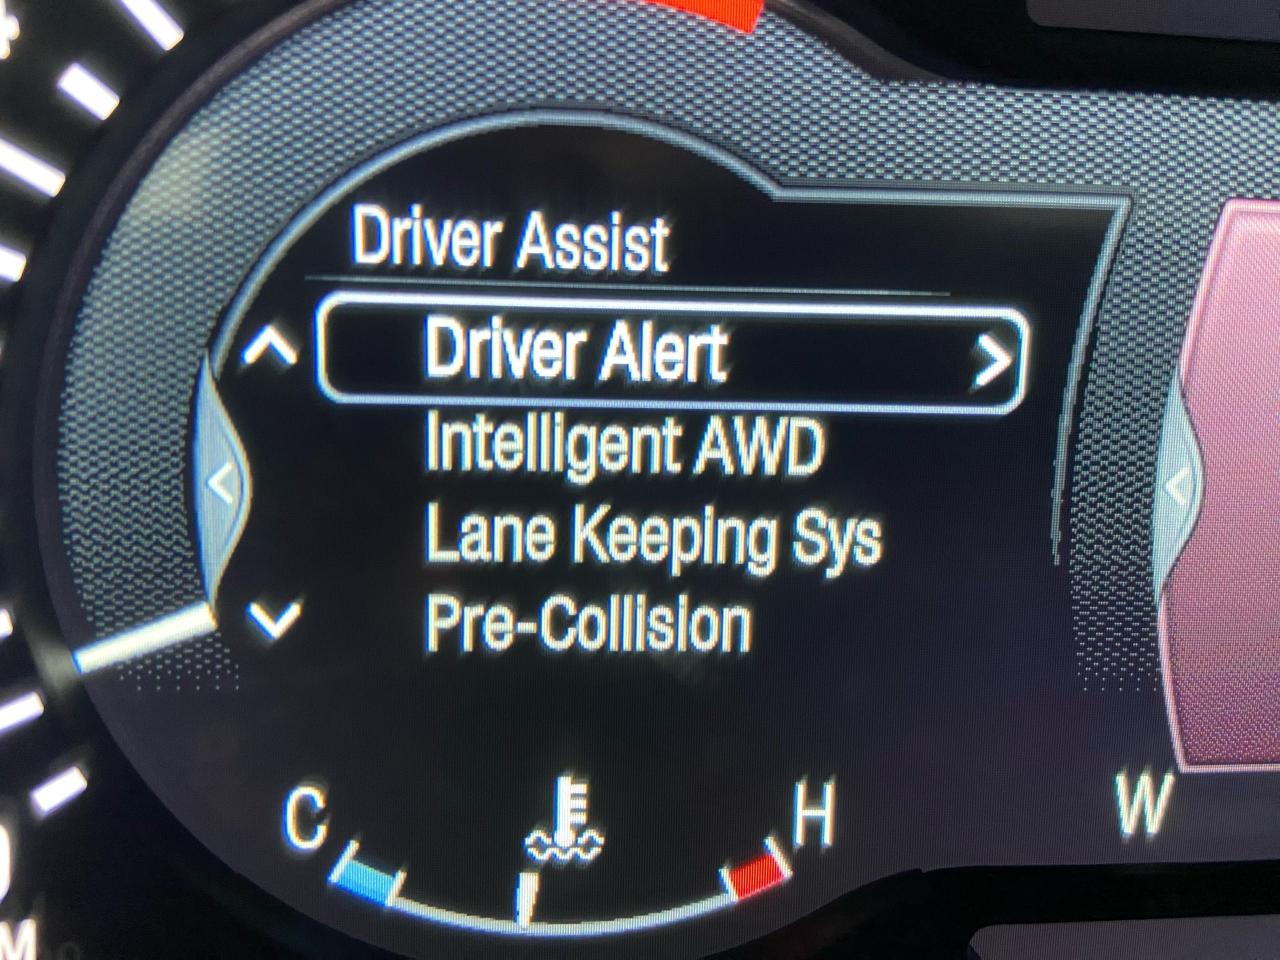 Driver Assist
Driver Alert
Intelligent AWD
Lane Keeping Sys
Pre-Collision
C
H
W
M